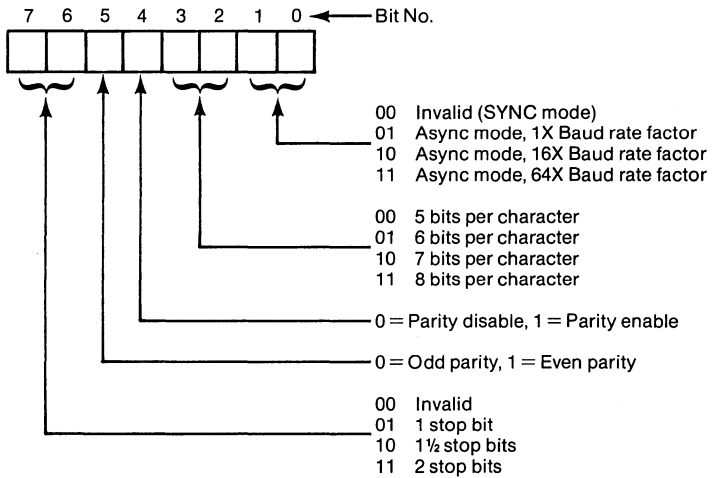 7 6 5 4 3 2 1 0 Bit No.
00 Invalid (SYNC mode)
01 Async mode, 1X Baud rate factor
10 Async mode, 16X Baud rate factor
11 Async mode, 64X Baud rate factor
00 5 bits per character
01 6 bits per character
10 7 bits per character
11 8 bits per character
0 = Parity disable, 1 = Parity enable
0 = Odd parity, 1 = Even parity
00 Invalid
01 1 stop bit
10 1½ stop bits
11 2 stop bits